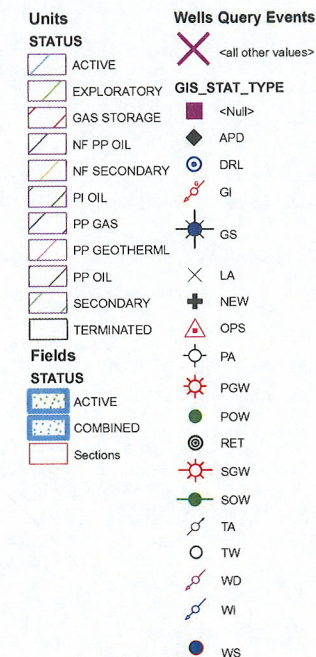 Units
STATUS
ACTIVE
EXPLORATORY
GAS STORAGE
NF PP OIL
NF SECONDARY
PI OIL
PP GAS
PP GEOTHERML
PP OIL
SECONDARY
TERMINATED
Fields
STATUS
ACTIVE
COMBINED
Sections
Wells Query Events
<all other values>
GIS_STAT_TYPE
<Null>
APD
DRL
GI
GS
LA
NEW
OPS
PA
PGW
POW
RET
SGW
SOW
TA
TW
WD
WI
WS